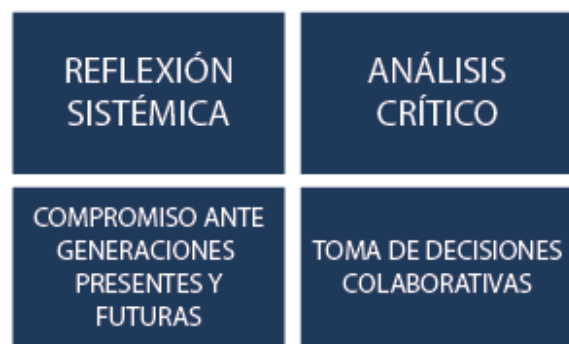 REFLEXIÓN
SISTÉMICA
ANÁLISIS
CRÍTICO
COMPROMISO ANTE
GENERACIONES
PRESENTES Y
FUTURAS
TOMA DE DECISIONES
COLABORATIVAS